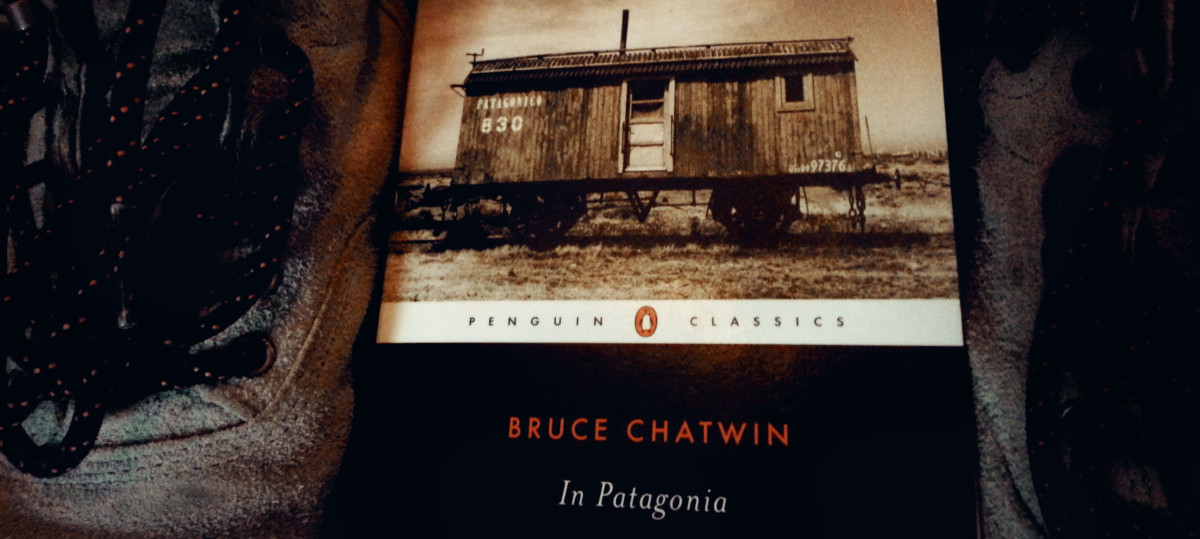 PATAGONICO
830
97376
PENGUIN CLASSICS
BRUCE CHATWIN
In Patagonia